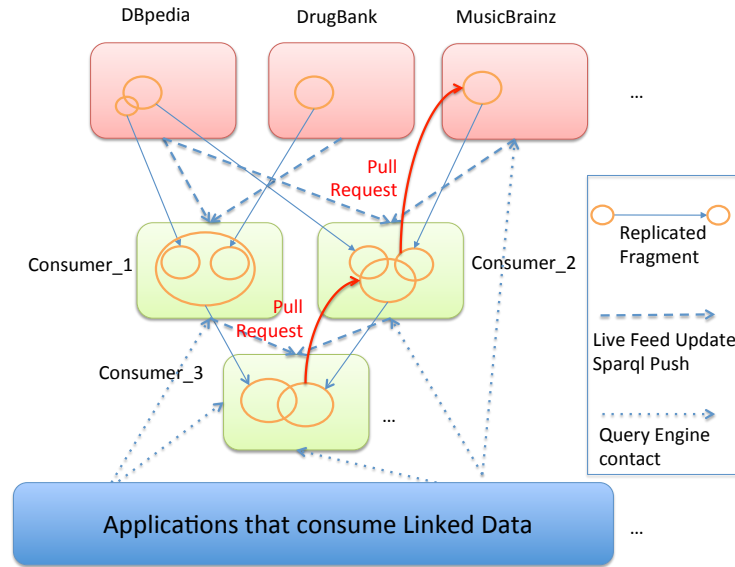 DBpedia
DrugBank
MusicBrainz
...
Pull
Request
Consumer_1
Consumer_2
Pull
Request
Consumer_3
...
Replicated
Fragment
Live Feed Update
Sparql Push
Query Engine
contact
Applications that consume Linked Data
...